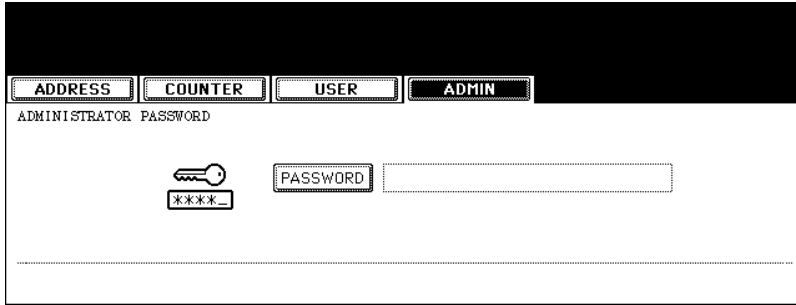 ADDRESS COUNTER USER ADMIN
ADMINISTRATOR PASSWORD
PASSWORD
****_